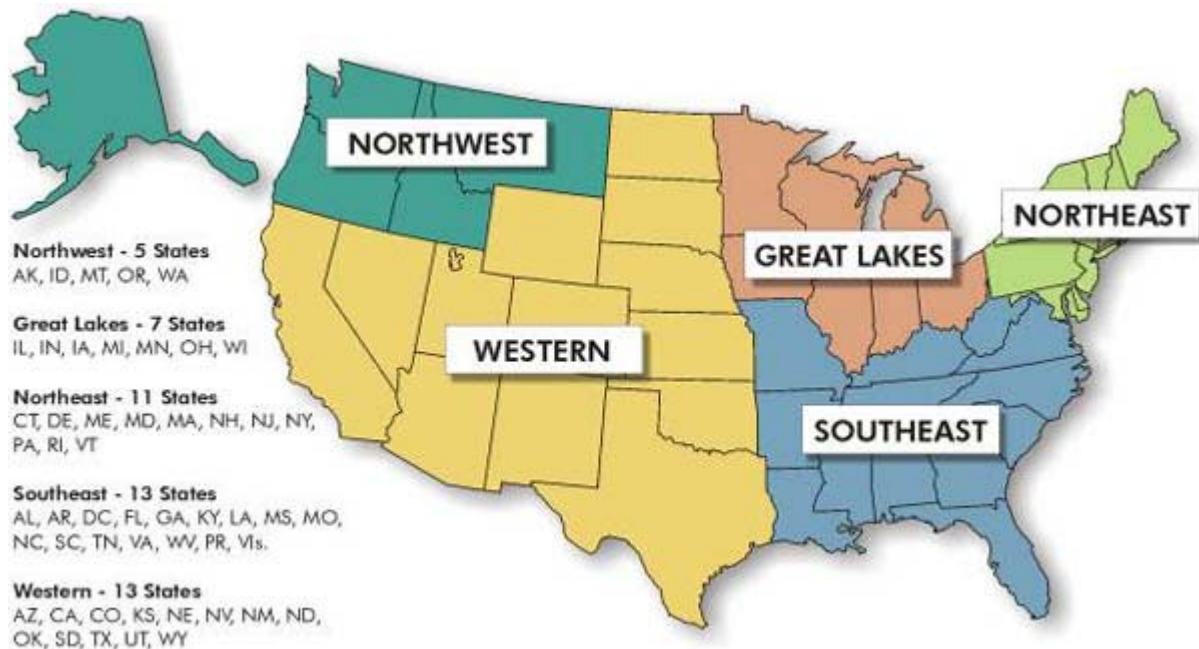 NORTHWEST
NORTHEAST
GREAT LAKES
WESTERN
SOUTHEAST
Northwest - 5 States
AK, ID, MT, OR, WA
Great Lakes - 7 States
IL, IN, IA, MI, MN, OH, WI
Northeast - 11 States
CT, DE, ME, MD, MA, NH, NJ, NY,
PA, RI, VT
Southeast - 13 States
AL, AR, DC, FL, GA, KY, LA, MS, MO,
NC, SC, TN, VA, WV, PR, VIs.
Western - 13 States
AZ, CA, CO, KS, NE, NV, NM, ND,
OK, SD, TX, UT, WY